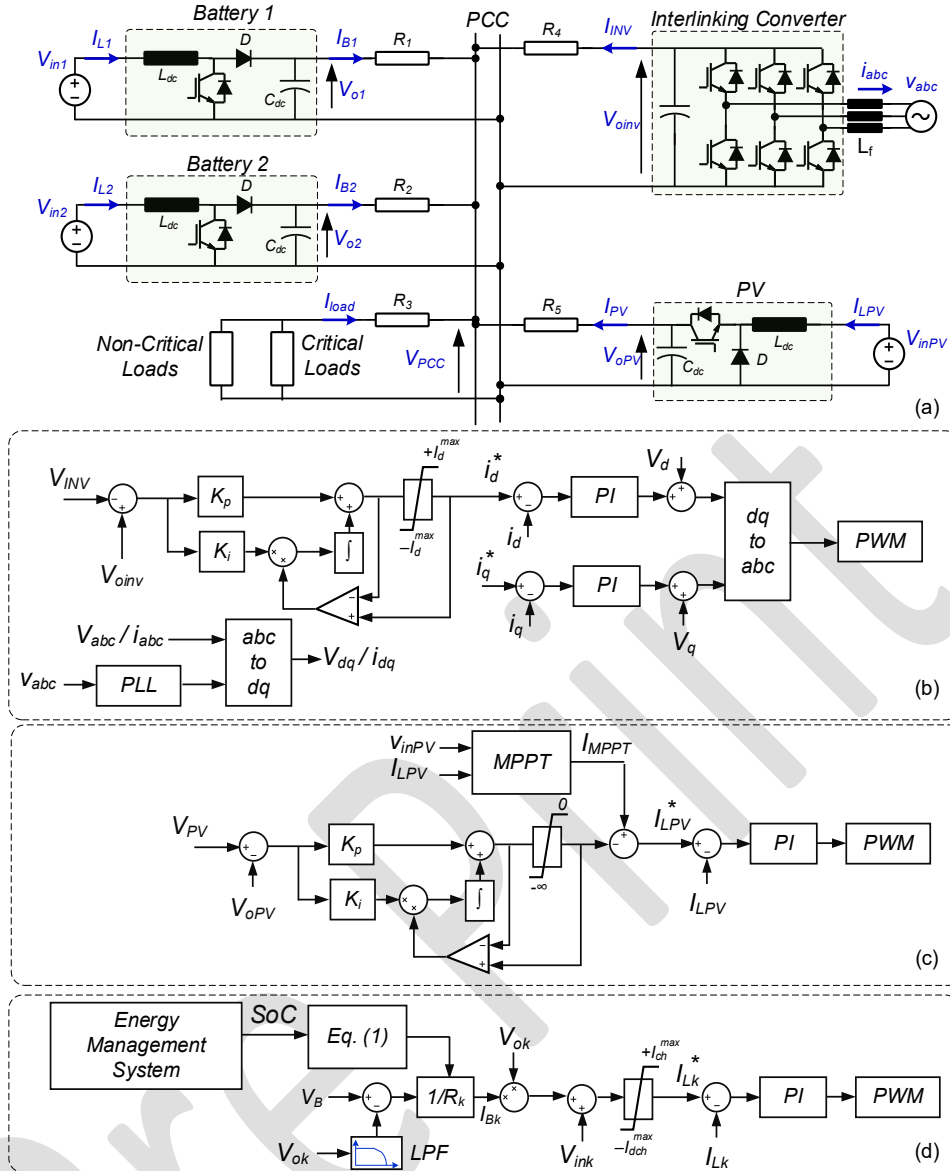 Battery 1
PCC
Interlinking Converter
V_in1
I_L1
L_dc
D
C_dc
I_B1
V_o1
R_1
R_4
I_INV
V_oinv
i_abc
v_abc
L_f
Battery 2
V_in2
I_L2
L_dc
D
C_dc
I_B2
V_o2
R_2
Non-Critical Loads
Critical Loads
I_load
R_3
V_PCC
R_5
I_PV
V_oPV
C_dc
PV
D
L_dc
I_LPV
V_inPV
(a)
V_INV
V_oinv
K_p
K_i
∫
+I_d^max
−I_d^max
i_d^*
i_d
PI
V_d
i_q^*
i_q
PI
V_q
dq
to
abc
PWM
V_abc / i_abc
v_abc
PLL
abc
to
dq
V_dq / i_dq
(b)
v_inPV
I_LPV
MPPT
I_MPPT
V_PV
V_oPV
K_p
K_i
∫
0
-∞
I_LPV^*
I_LPV
PI
PWM
(c)
Energy
Management
System
SoC
Eq. (1)
V_B
V_ok
LPF
1/R_k
I_Bk
V_ok
V_ink
+I_ch^max
−I_dch^max
I_Lk^*
I_Lk
PI
PWM
(d)
Pre Print